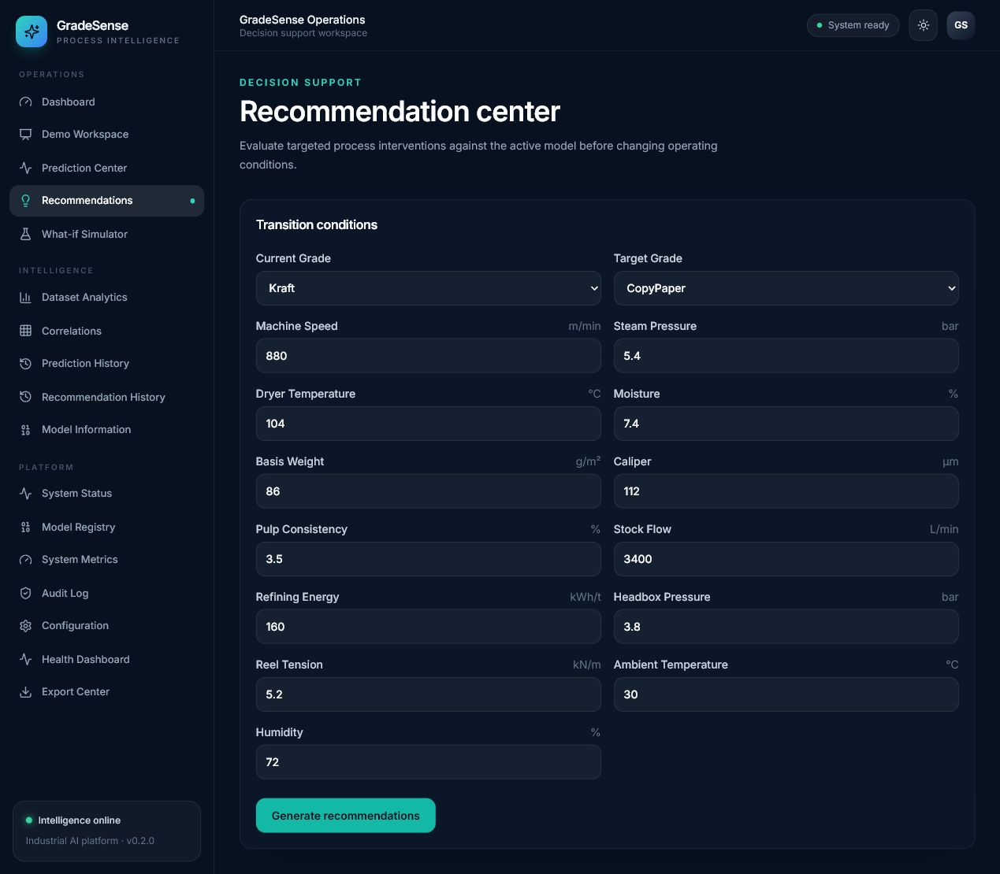 GradeSense
PROCESS INTELLIGENCE
OPERATIONS
Dashboard
Demo Workspace
Prediction Center
Recommendations
What-if Simulator
INTELLIGENCE
Dataset Analytics
Correlations
Prediction History
Recommendation History
Model Information
PLATFORM
System Status
Model Registry
System Metrics
Audit Log
Configuration
Health Dashboard
Export Center
Intelligence online
Industrial AI platform · v0.2.0
GradeSense Operations
Decision support workspace
System ready
GS
DECISION SUPPORT
Recommendation center
Evaluate targeted process interventions against the active model before changing operating
conditions.
Transition conditions
Current Grade
Kraft
Target Grade
CopyPaper
Machine Speed m/min
880
Steam Pressure bar
5.4
Dryer Temperature °C
104
Moisture %
7.4
Basis Weight g/m²
86
Caliper µm
112
Pulp Consistency %
3.5
Stock Flow L/min
3400
Refining Energy kWh/t
160
Headbox Pressure bar
3.8
Reel Tension kN/m
5.2
Ambient Temperature °C
30
Humidity %
72
Generate recommendations